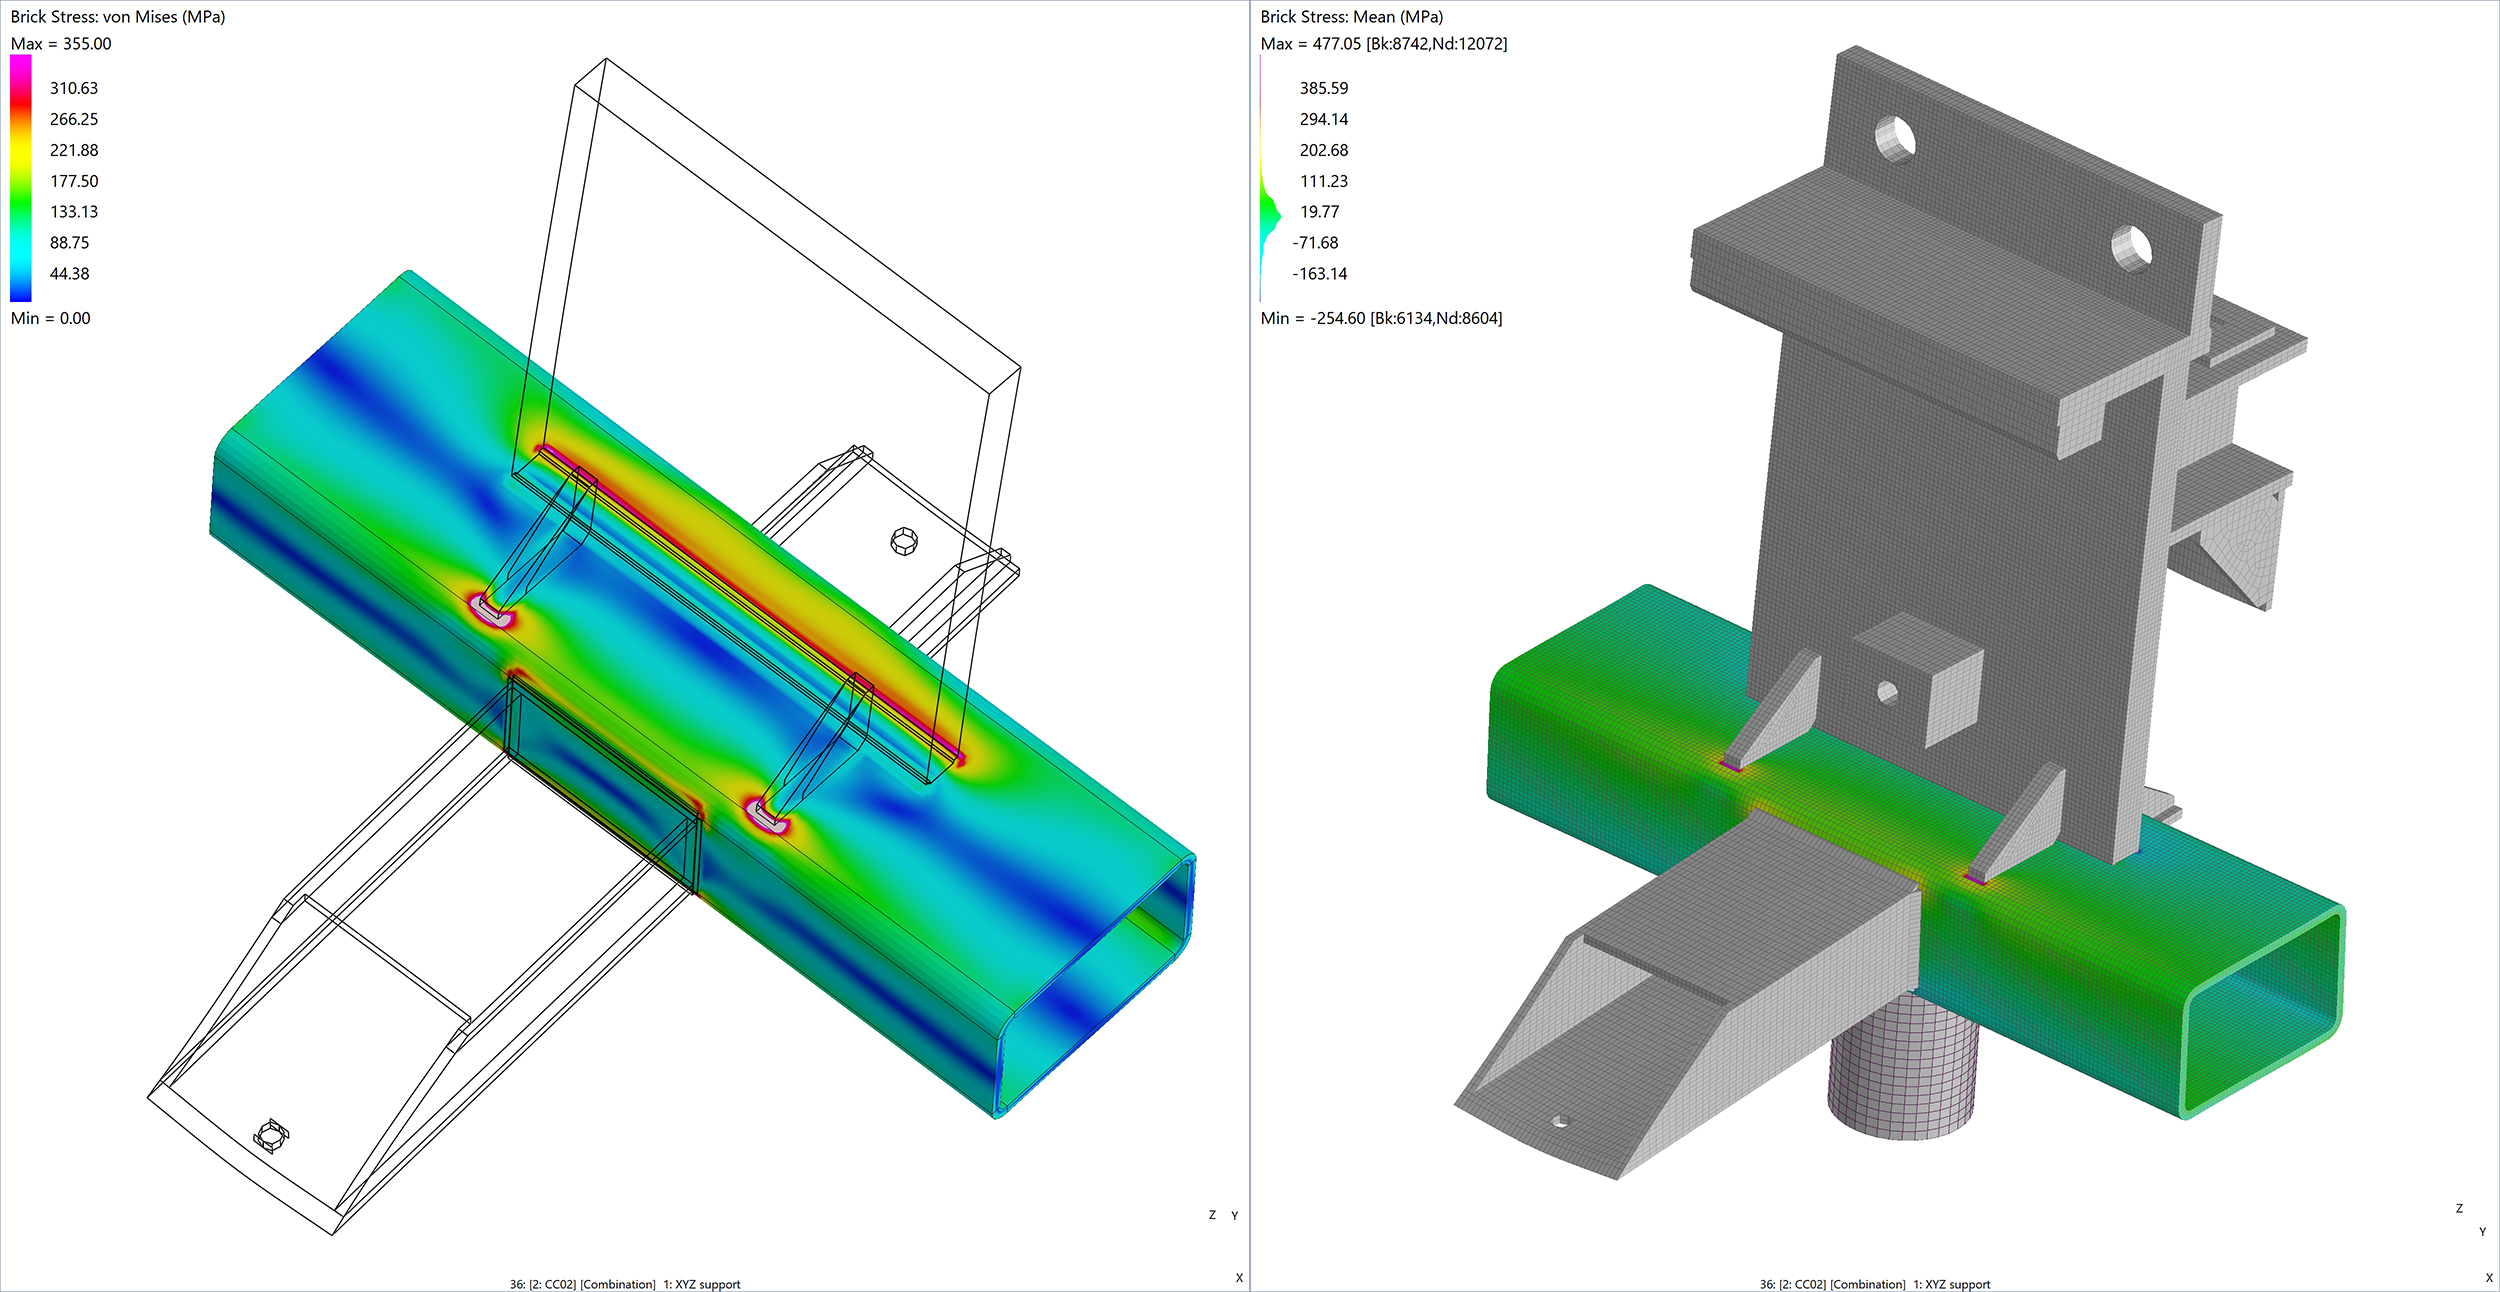 Brick Stress: von Mises (MPa)
Max = 355.00
310.63
266.25
221.88
177.50
133.13
88.75
44.38
Min = 0.00
Z Y
X
36: [2: CC02] [Combination] 1: XYZ support
Brick Stress: Mean (MPa)
Max = 477.05 [Bk:8742,Nd:12072]
385.59
294.14
202.68
111.23
19.77
-71.68
-163.14
Min = -254.60 [Bk:6134,Nd:8604]
Z
Y
X
36: [2: CC02] [Combination] 1: XYZ support